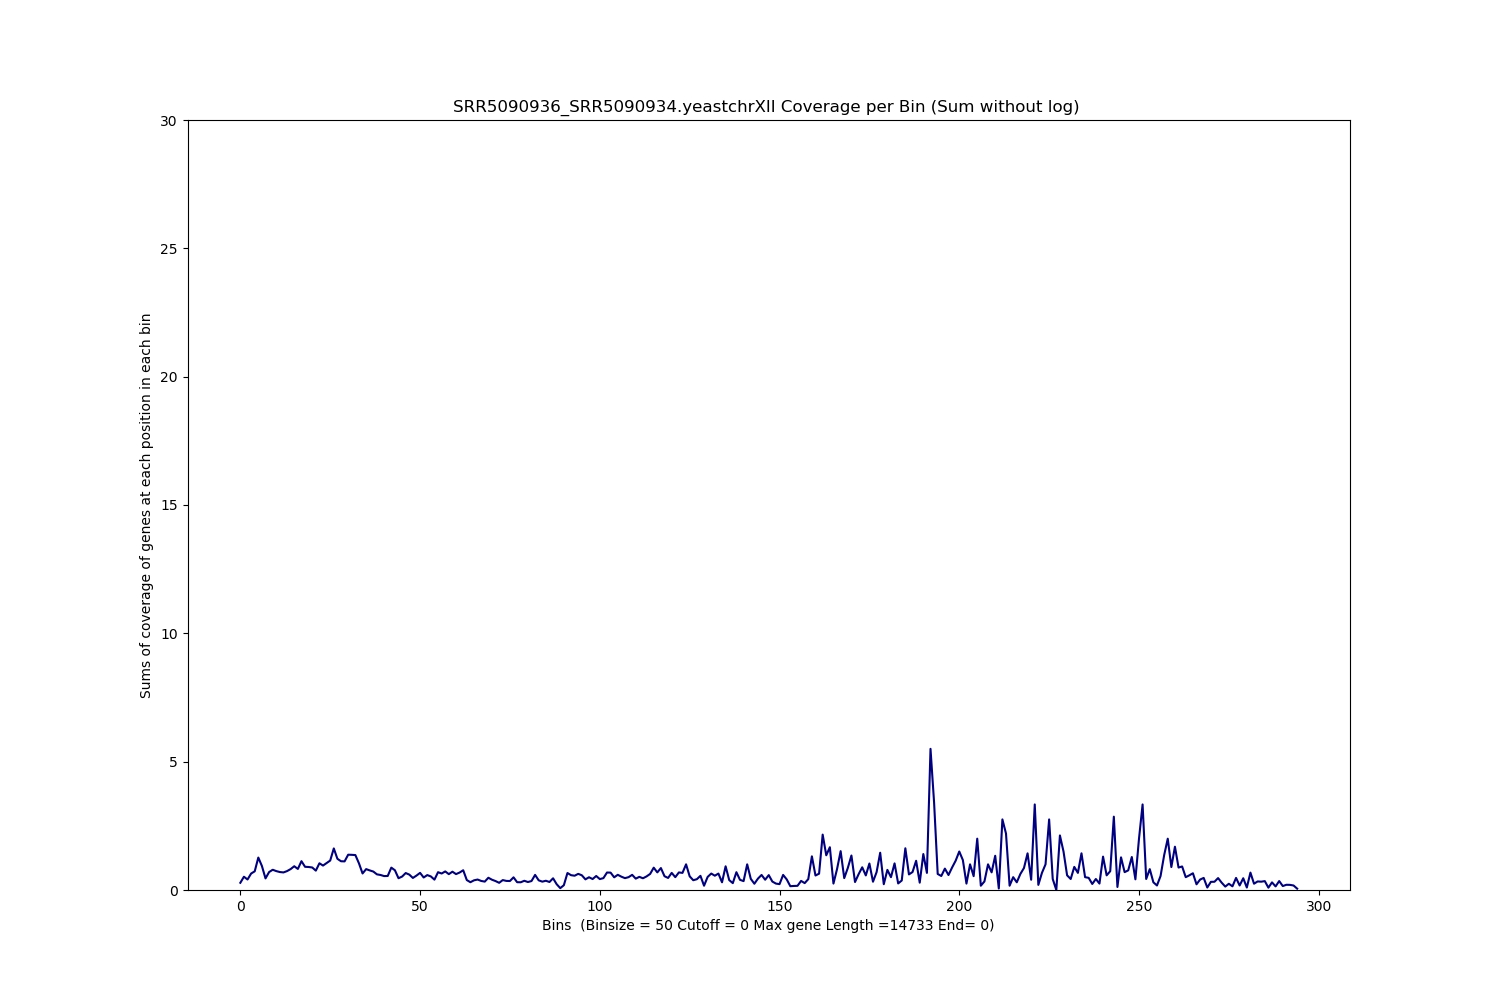 SRR5090936_SRR5090934.yeastchrXII Coverage per Bin (Sum without log)
30
25
20
15
10
5
0
Sums of coverage of genes at each position in each bin
0 50 100 150 200 250 300
Bins  (Binsize = 50 Cutoff = 0 Max gene Length =14733 End= 0)